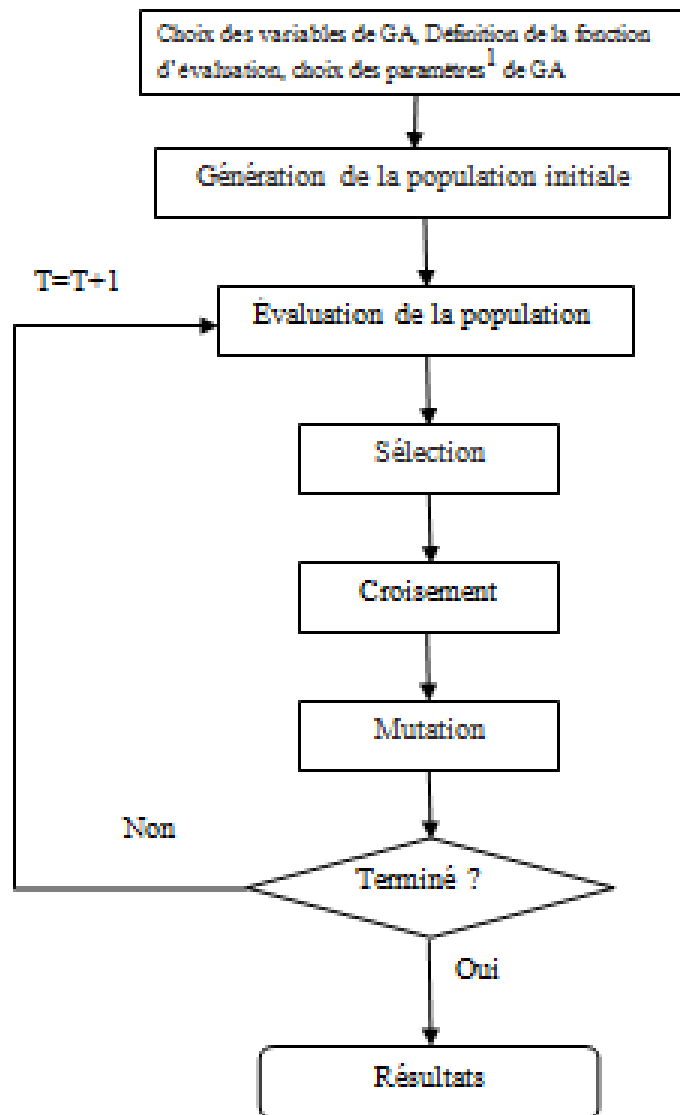 Choix des variables de GA, Définition de la fonction
d'évaluation, choix des paramètres¹ de GA
Génération de la population initiale
T=T+1
Évaluation de la population
Sélection
Croisement
Mutation
Non
Terminé ?
Oui
Résultats